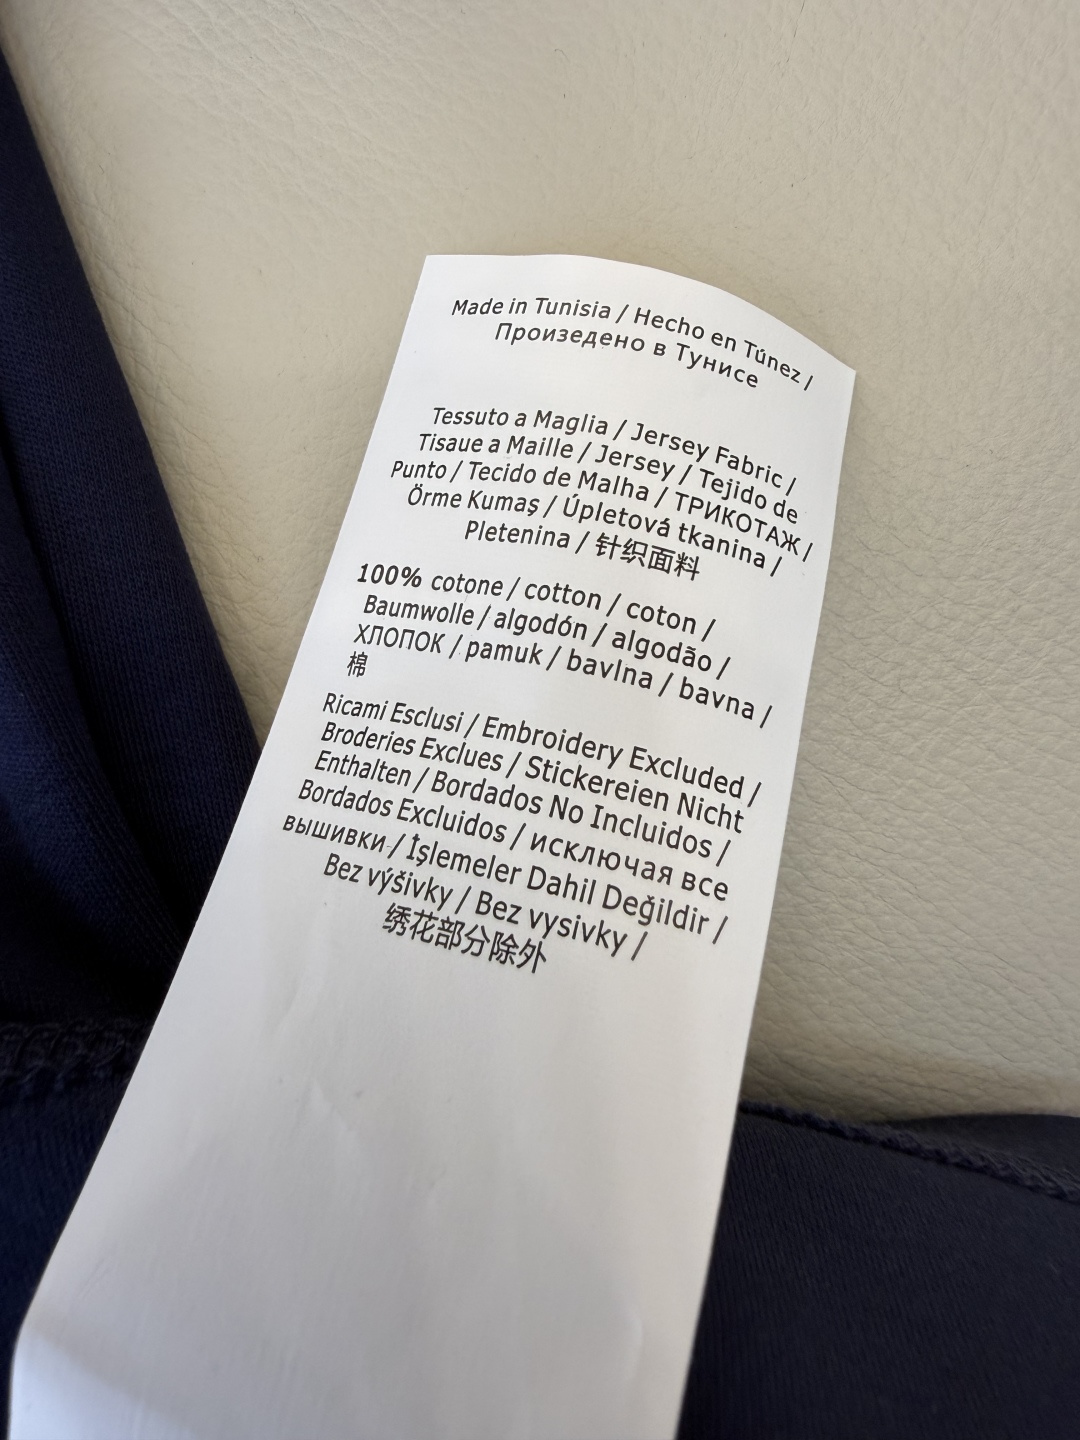 Made in Tunisia / Hecho en Túnez /
Произедено в Тунисе
Tessuto a Maglia / Jersey Fabric /
Tisaue a Maille / Jersey / Tejido de
Punto / Tecido de Malha / ТРИКОТАЖ /
Örme Kumaş / Úpletová tkanina /
Pletenina / 针织面料
100% cotone / cotton / coton /
Baumwolle / algodón / algodão /
ХЛОПОК / pamuk / bavlna / bavna /
棉
Ricami Esclusi / Embroidery Excluded /
Broderies Exclues / Stickereien Nicht
Enthalten / Bordados No Incluidos /
Bordados Excluidos / исключая все
вышивки / İşlemeler Dahil Değildir /
Bez výšivky / Bez vysivky /
绣花部分除外